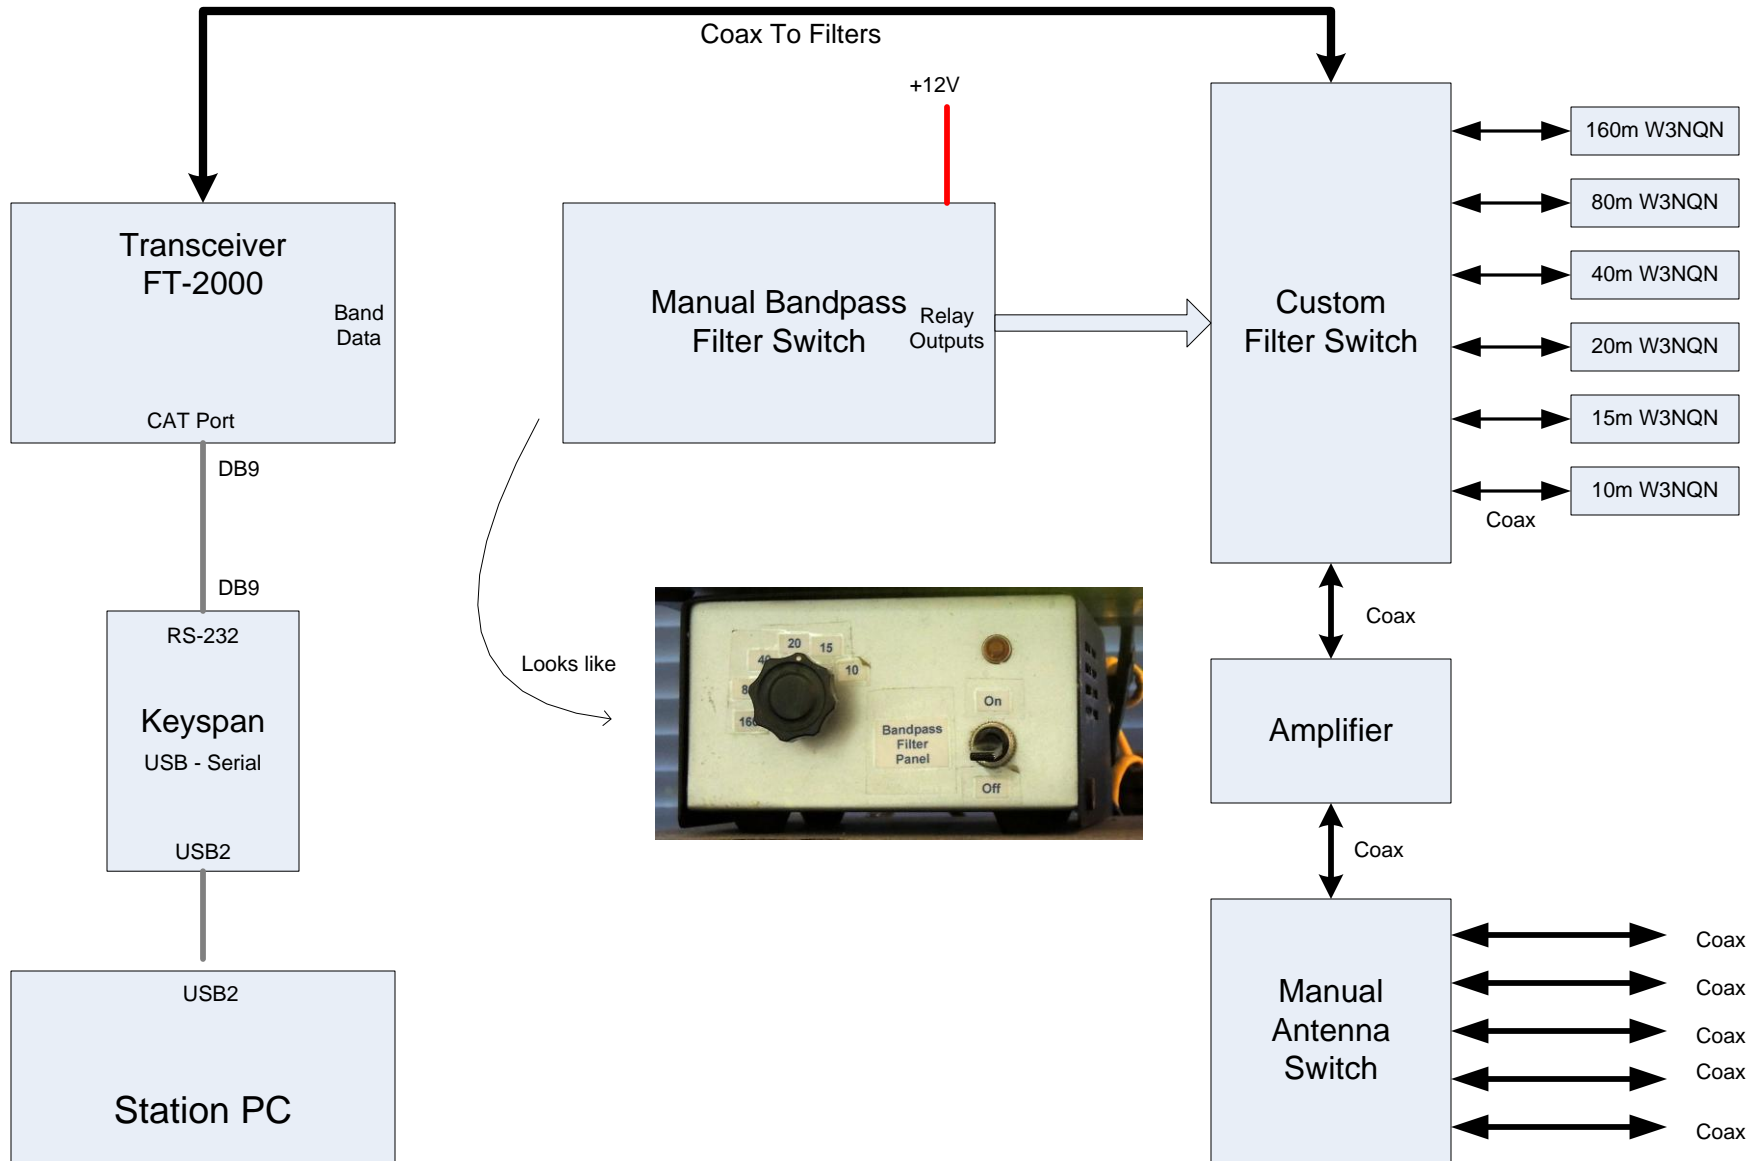 Coax To Filters
+12V
Transceiver
FT-2000
Band
Data
CAT Port
DB9
DB9
RS-232
Keyspan
USB - Serial
USB2
USB2
Station PC
Manual Bandpass
Filter Switch
Relay
Outputs
Looks like
20
15
10
On
Bandpass
Filter
Panel
Off
Custom
Filter Switch
160m W3NQN
80m W3NQN
40m W3NQN
20m W3NQN
15m W3NQN
10m W3NQN
Coax
Coax
Amplifier
Coax
Manual
Antenna
Switch
Coax
Coax
Coax
Coax
Coax